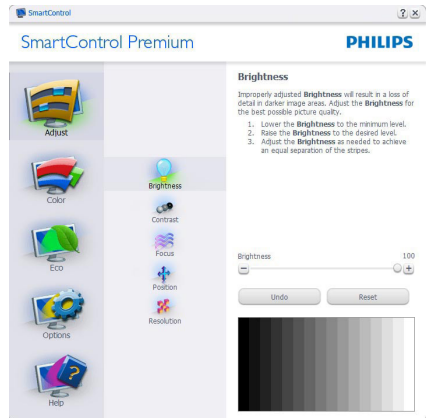 SmartControl
? ×
SmartControl Premium
PHILIPS
Adjust
Color
Eco
Options
Help
Brightness
Contrast
Focus
Position
Resolution
Brightness
Improperly adjusted Brightness will result in a loss of
detail in darker image areas. Adjust the Brightness for
the best possible picture quality.
1. Lower the Brightness to the minimum level.
2. Raise the Brightness to the desired level.
3. Adjust the Brightness as needed to achieve
an equal separation of the stripes.
Brightness 100
Undo Reset